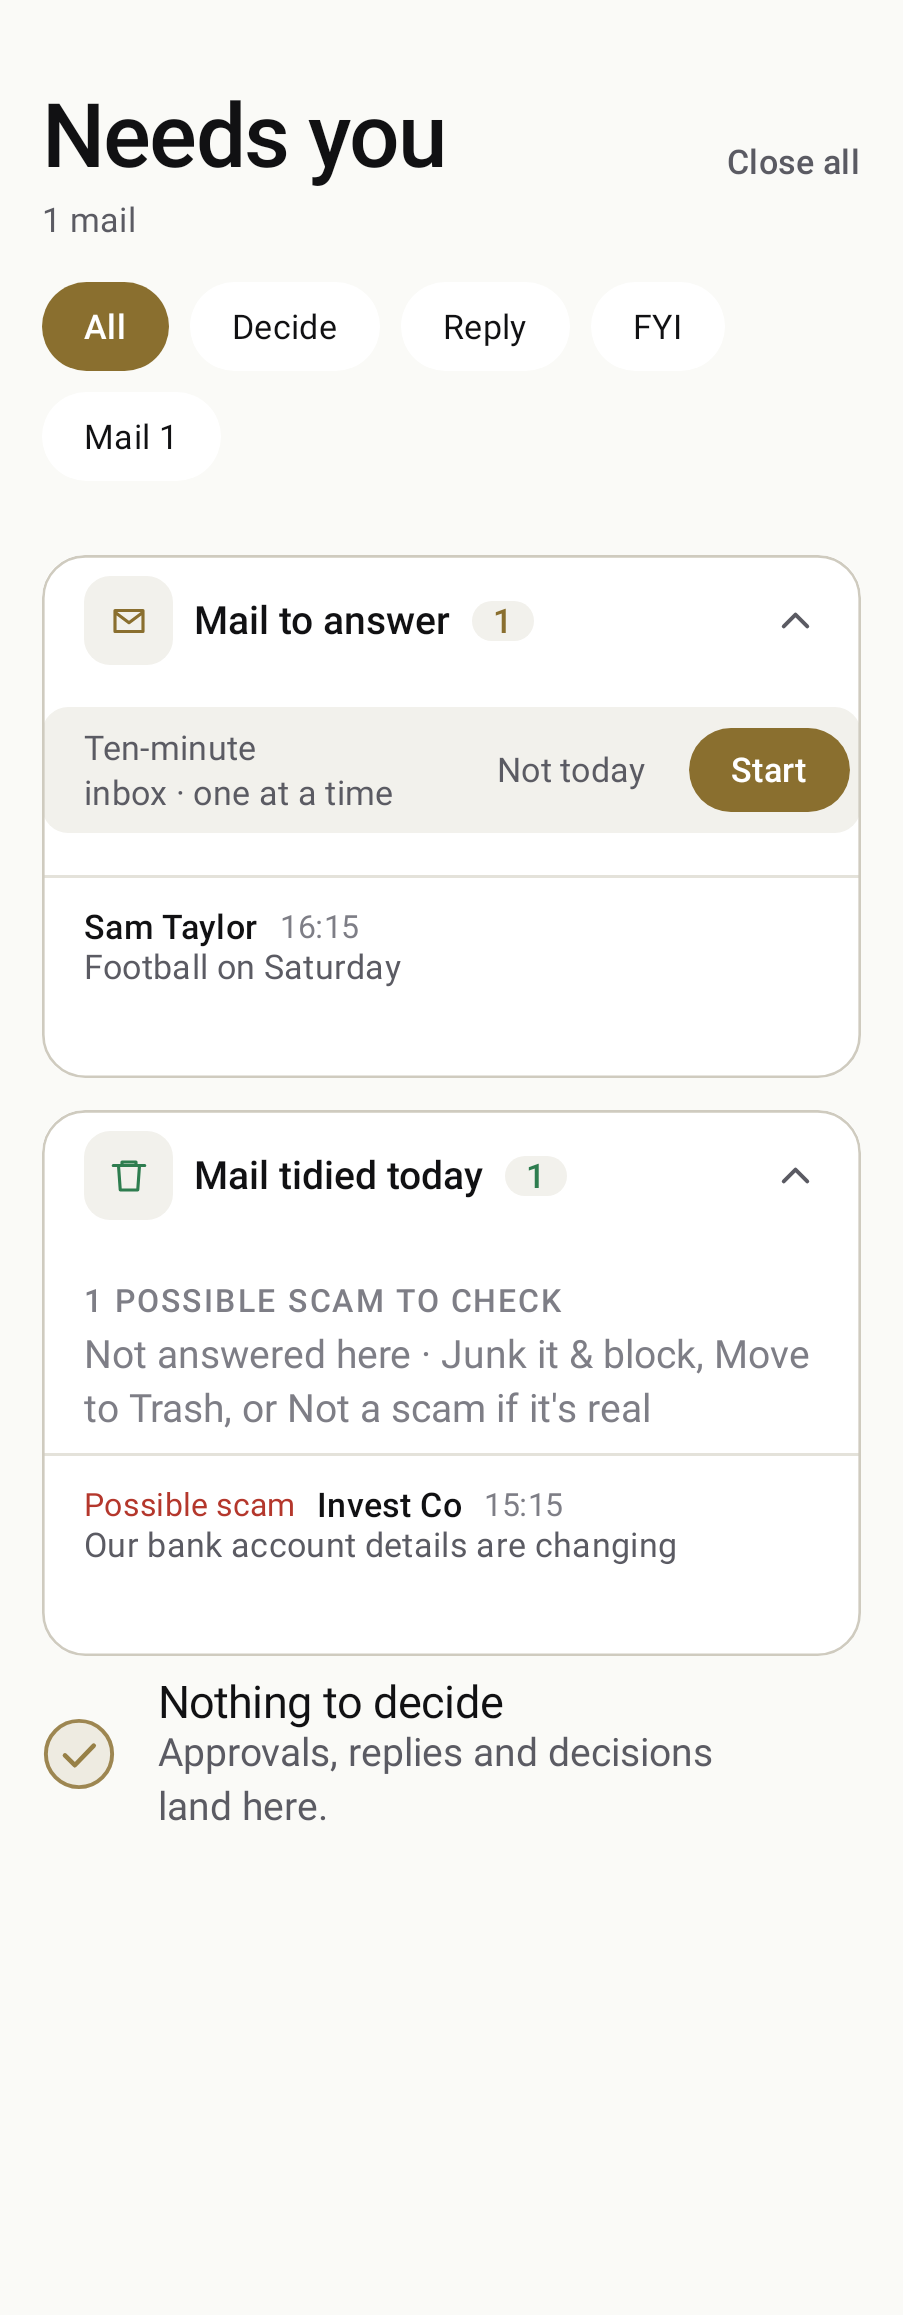 Needs you
Close all
1 mail
All
Decide
Reply
FYI
Mail 1
Mail to answer 1
Ten-minute
inbox · one at a time
Not today
Start
Sam Taylor 16:15
Football on Saturday
Mail tidied today 1
1 POSSIBLE SCAM TO CHECK
Not answered here · Junk it & block, Move
to Trash, or Not a scam if it's real
Possible scam Invest Co 15:15
Our bank account details are changing
Nothing to decide
Approvals, replies and decisions
land here.